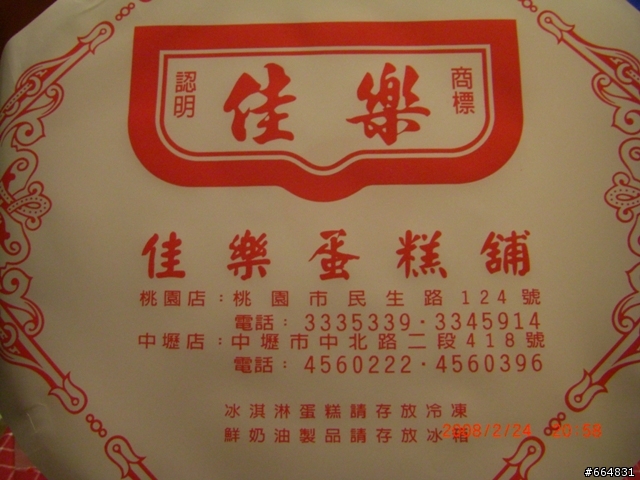 認明 佳樂 商標
佳樂蛋糕舖
桃園店：桃園市民生路124號
電話：3335339·3345914
中壢店：中壢市中北路二段418號
電話：4560222·4560396
冰淇淋蛋糕請存放冷凍
鮮奶油製品請存放冰箱
2008/2/24 20:58
#664831